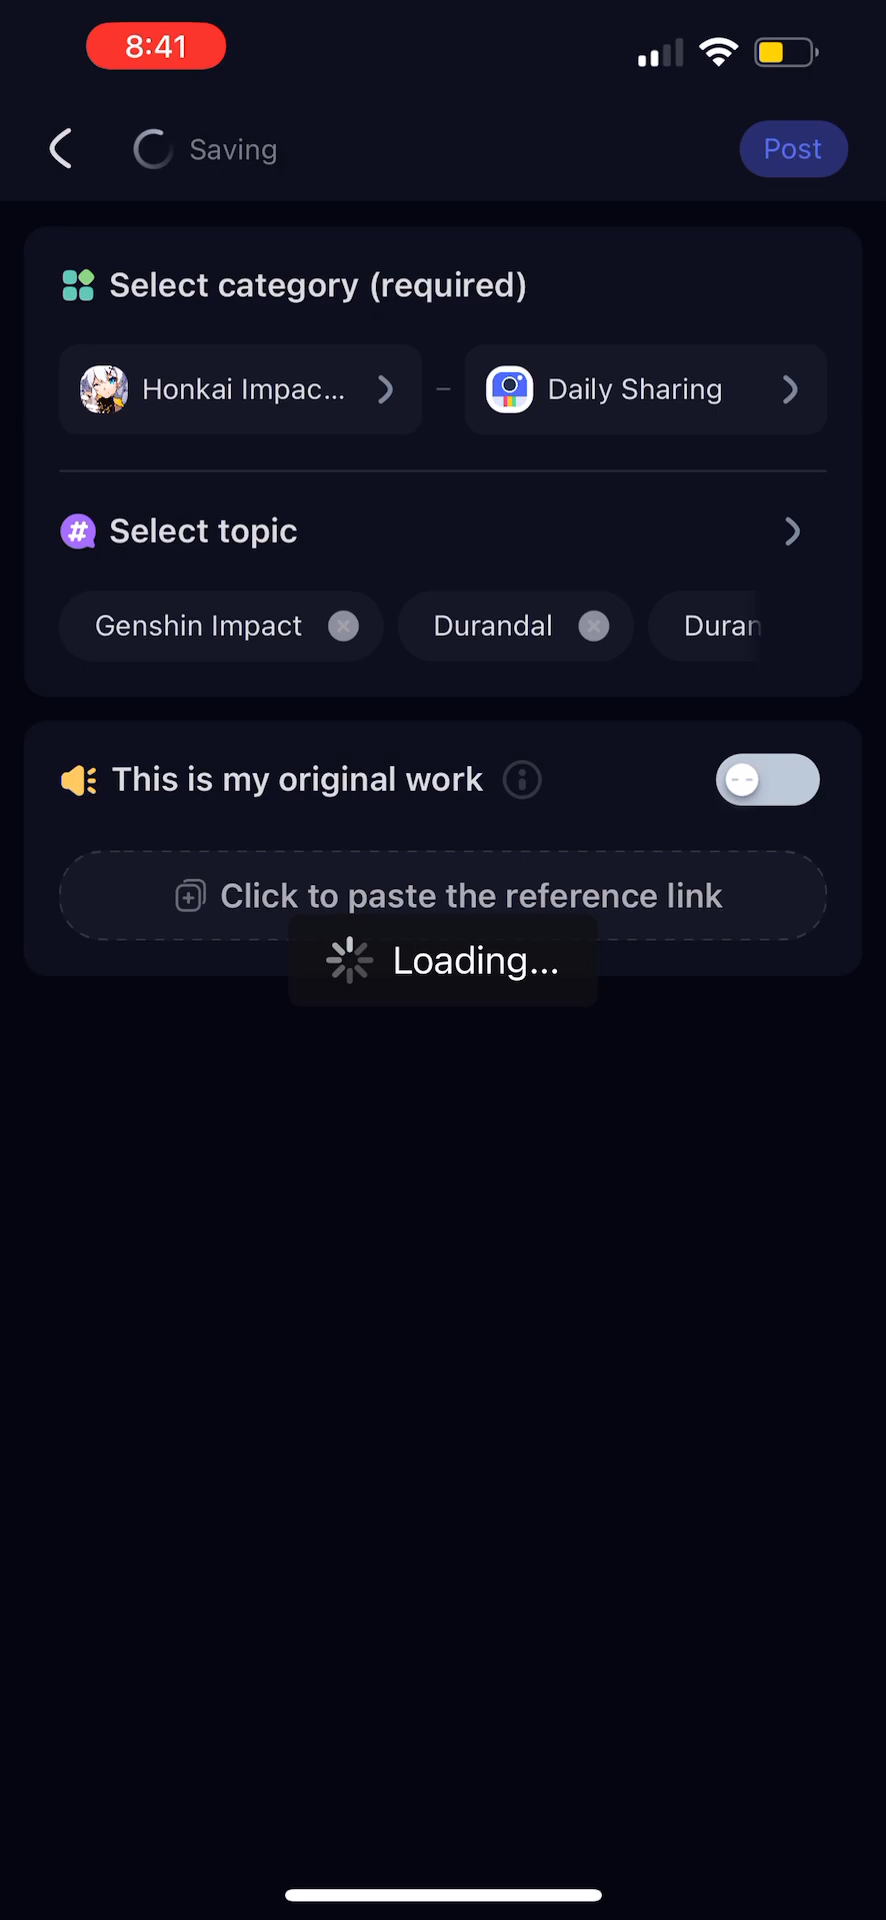 8:41
Saving
Post
Select category (required)
Honkai Impac...
Daily Sharing
Select topic
Genshin Impact
Durandal
Duran
This is my original work
Click to paste the reference link
Loading...